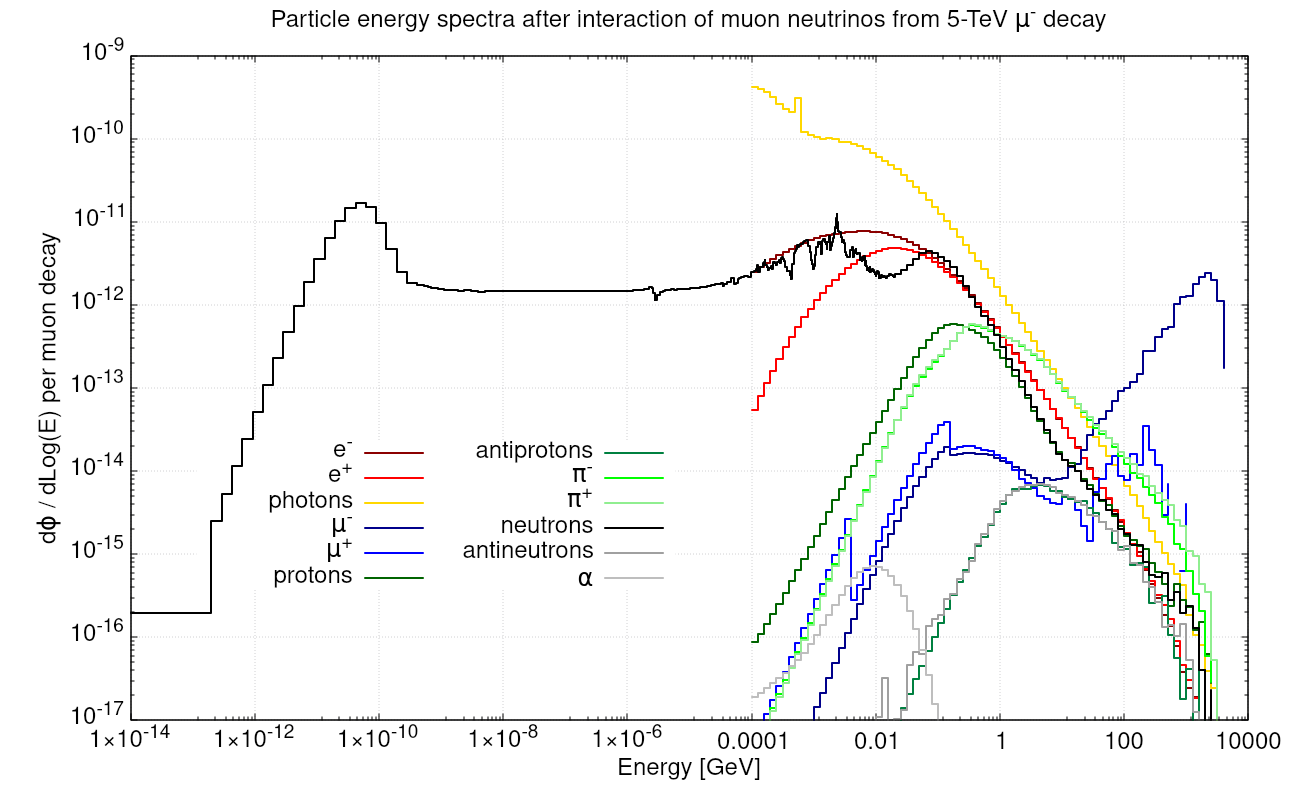 Particle energy spectra after interaction of muon neutrinos from 5-TeV μ⁻ decay
10⁻⁹
10⁻¹⁰
10⁻¹¹
10⁻¹²
10⁻¹³
10⁻¹⁴
10⁻¹⁵
10⁻¹⁶
10⁻¹⁷
dϕ / dLog(E) per muon decay
e⁻
e⁺
photons
μ⁻
μ⁺
protons
antiprotons
π⁻
π⁺
neutrons
antineutrons
α
1×10⁻¹⁴ 1×10⁻¹² 1×10⁻¹⁰ 1×10⁻⁸ 1×10⁻⁶ 0.0001 0.01 1 100 10000
Energy [GeV]